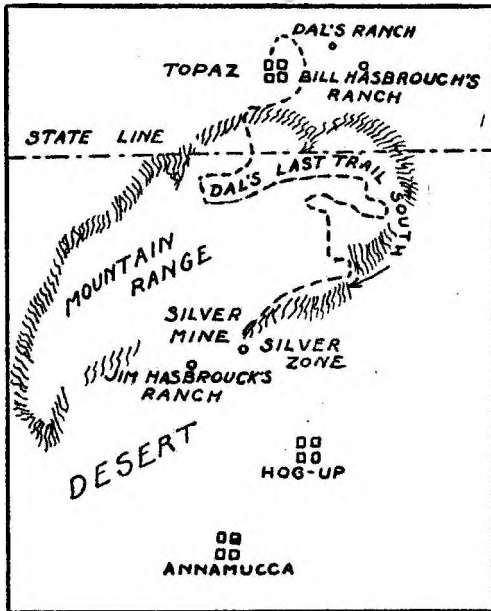 DAL'S RANCH
TOPAZ
BILL HASBROUCH'S
RANCH
STATE LINE
DAL'S LAST TRAIL SOUTH
MOUNTAIN
RANGE
SILVER
MINE
SILVER
ZONE
JIM HASBROUCK'S
RANCH
DESERT
HOG-UP
ANNAMUCCA